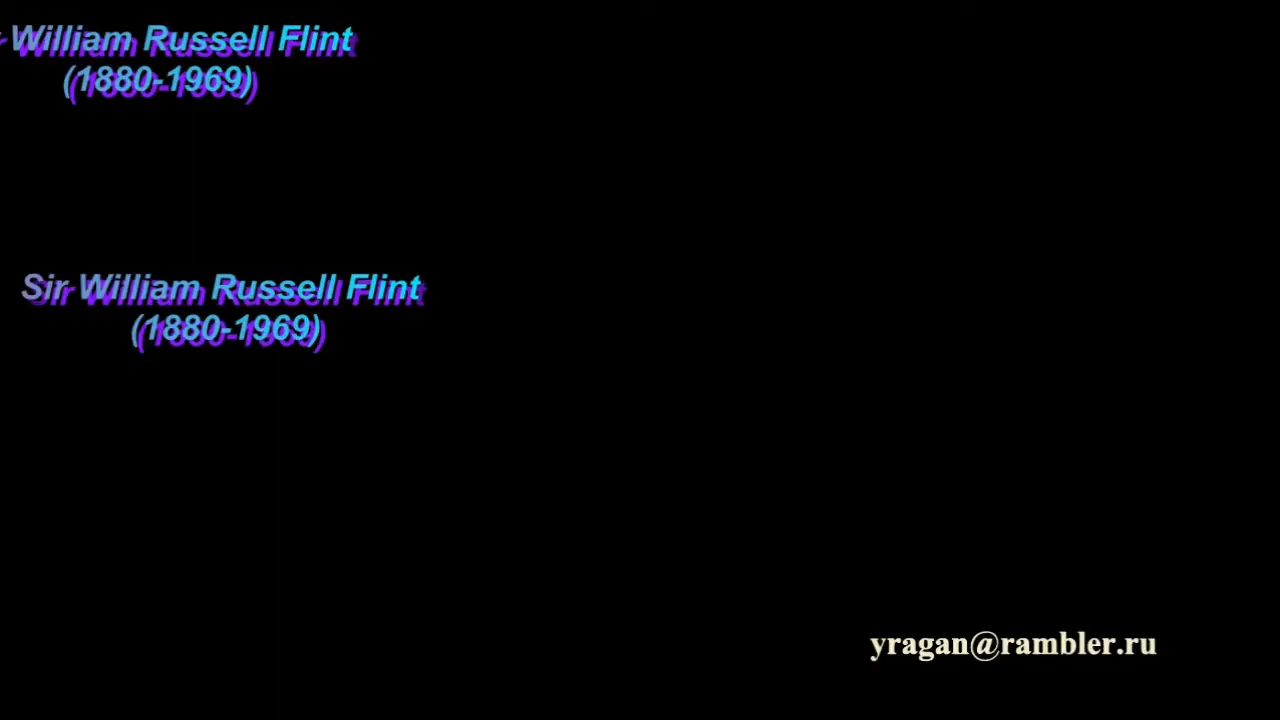 William Russell Flint
(1880-1969)
Sir William Russell Flint
(1880-1969)
yragan@rambler.ru